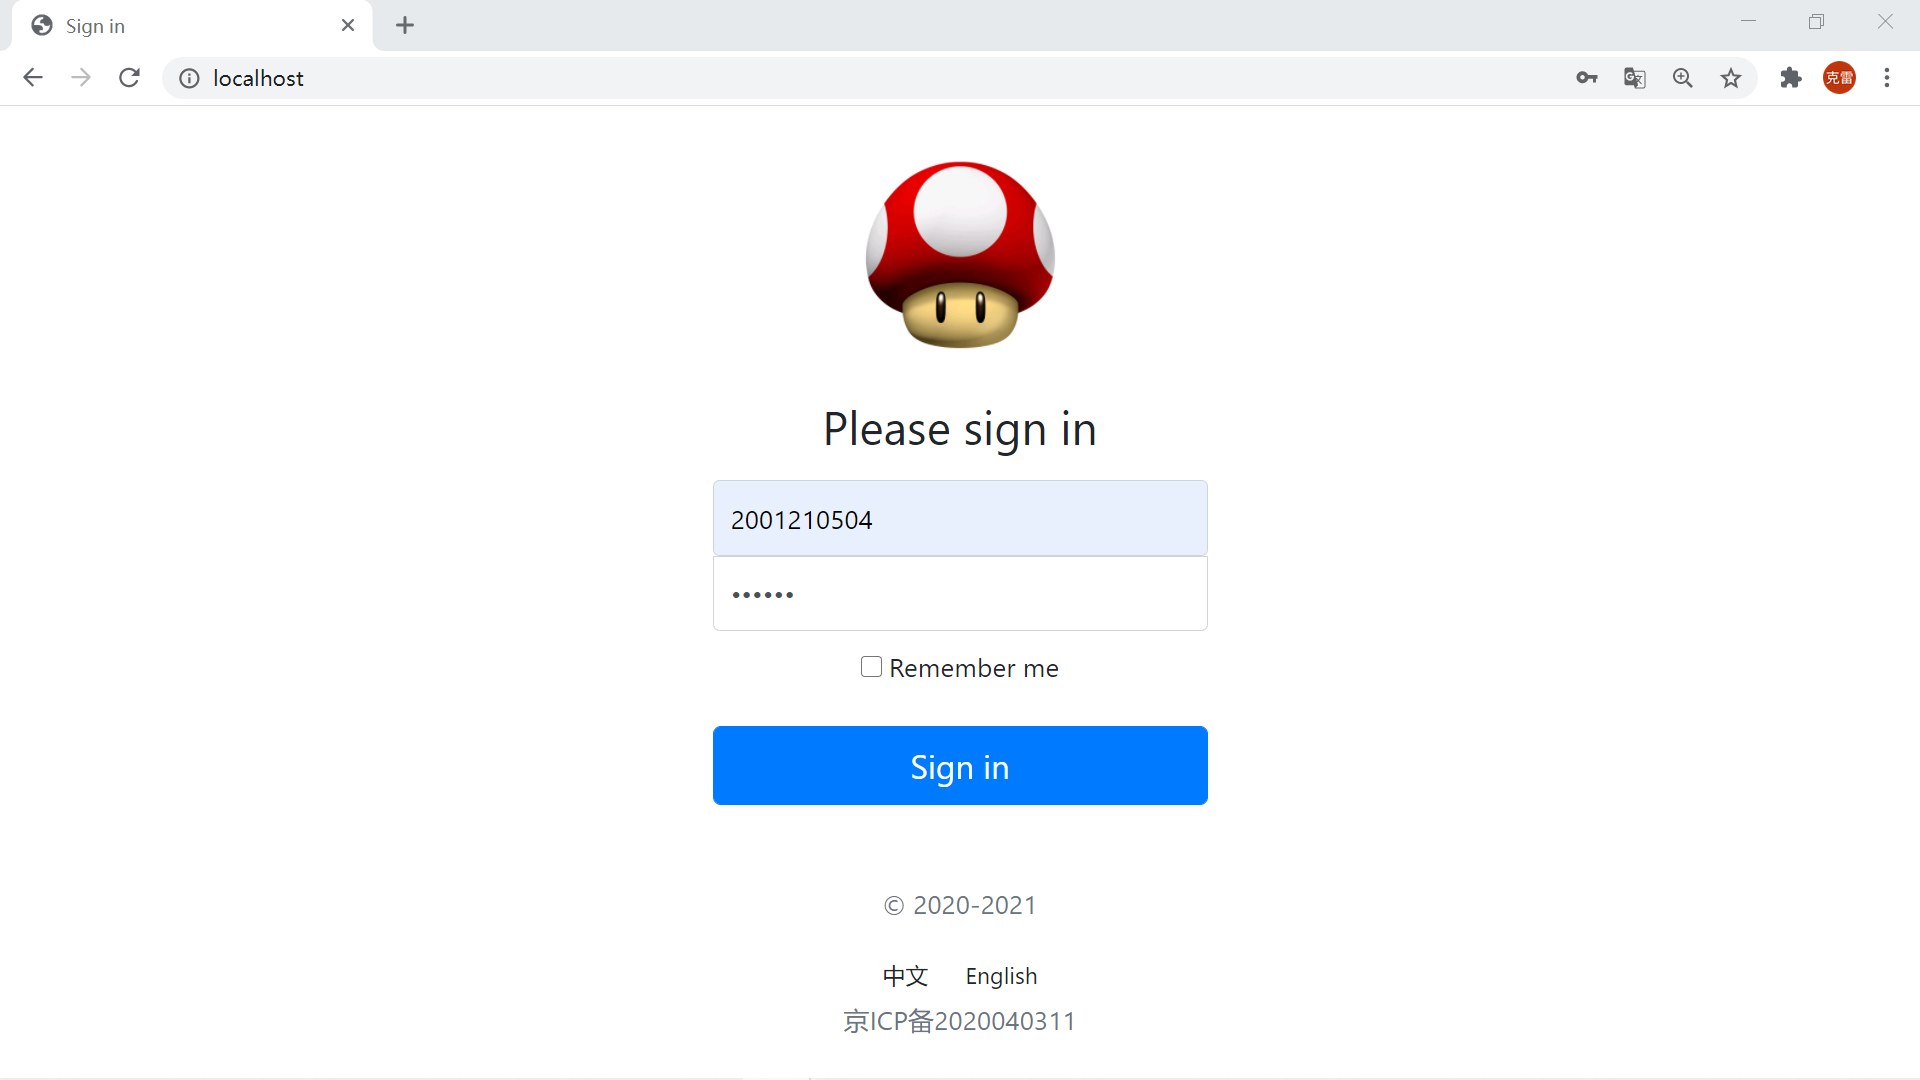 Sign in
localhost
克雷
Please sign in
2001210504
••••••
Remember me
Sign in
© 2020-2021
中文 English
京ICP备2020040311